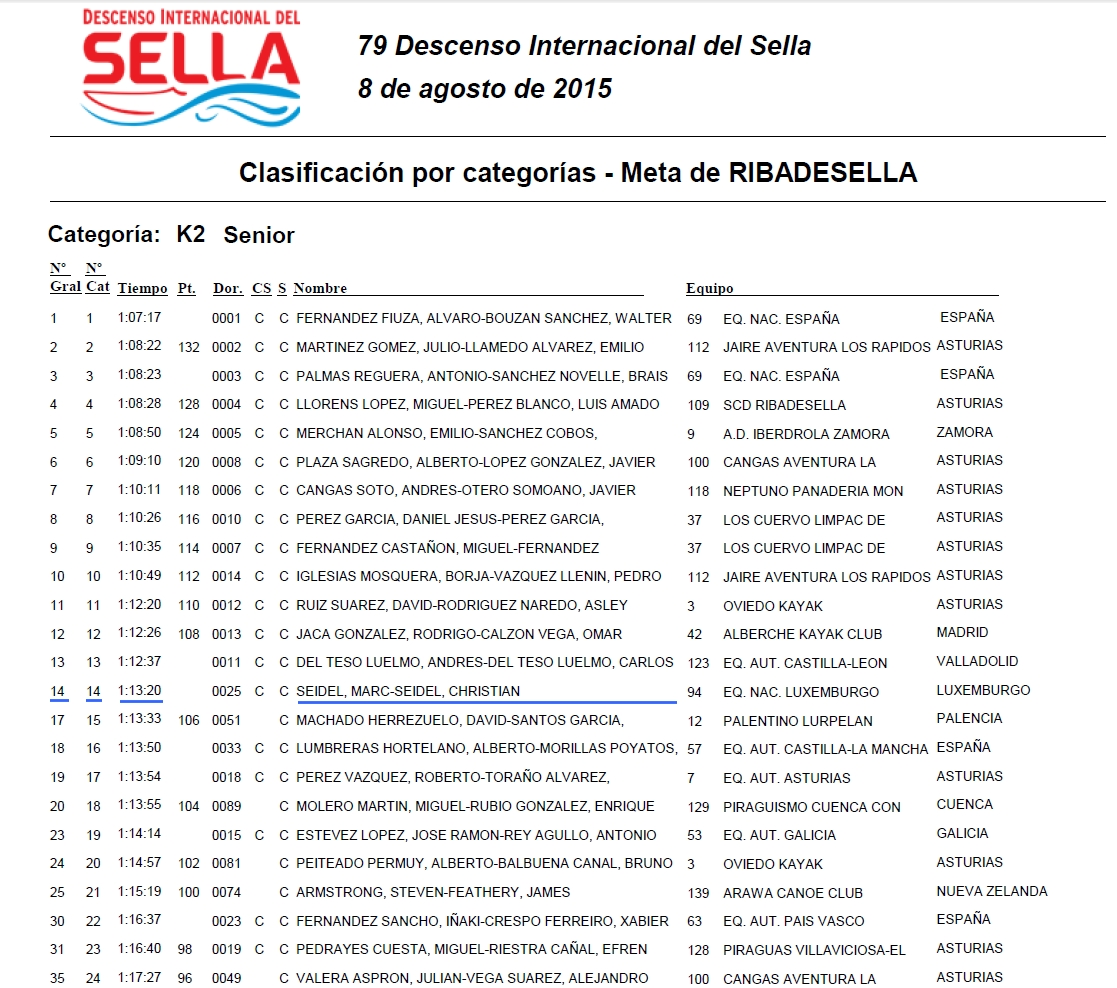 DESCENSO INTERNACIONAL DEL
SELLA
79 Descenso Internacional del Sella
8 de agosto de 2015
Clasificación por categorías - Meta de RIBADESELLA
Categoría: K2 Senior
Nº Gral Nº Cat Tiempo Pt. Dor. CS S Nombre Equipo
1 1 1:07:17 0001 C C FERNANDEZ FIUZA, ALVARO-BOUZAN SANCHEZ, WALTER 69 EQ. NAC. ESPAÑA ESPAÑA
2 2 1:08:22 132 0002 C C MARTINEZ GOMEZ, JULIO-LLAMEDO ALVAREZ, EMILIO 112 JAIRE AVENTURA LOS RAPIDOS ASTURIAS
3 3 1:08:23 0003 C C PALMAS REGUERA, ANTONIO-SANCHEZ NOVELLE, BRAIS 69 EQ. NAC. ESPAÑA ESPAÑA
4 4 1:08:28 128 0004 C C LLORENS LOPEZ, MIGUEL-PEREZ BLANCO, LUIS AMADO 109 SCD RIBADESELLA ASTURIAS
5 5 1:08:50 124 0005 C C MERCHAN ALONSO, EMILIO-SANCHEZ COBOS, 9 A.D. IBERDROLA ZAMORA ZAMORA
6 6 1:09:10 120 0008 C C PLAZA SAGREDO, ALBERTO-LOPEZ GONZALEZ, JAVIER 100 CANGAS AVENTURA LA ASTURIAS
7 7 1:10:11 118 0006 C C CANGAS SOTO, ANDRES-OTERO SOMOANO, JAVIER 118 NEPTUNO PANADERIA MON ASTURIAS
8 8 1:10:26 116 0010 C C PEREZ GARCIA, DANIEL JESUS-PEREZ GARCIA, 37 LOS CUERVO LIMPAC DE ASTURIAS
9 9 1:10:35 114 0007 C C FERNANDEZ CASTAÑON, MIGUEL-FERNANDEZ 37 LOS CUERVO LIMPAC DE ASTURIAS
10 10 1:10:49 112 0014 C C IGLESIAS MOSQUERA, BORJA-VAZQUEZ LLENIN, PEDRO 112 JAIRE AVENTURA LOS RAPIDOS ASTURIAS
11 11 1:12:20 110 0012 C C RUIZ SUAREZ, DAVID-RODRIGUEZ NAREDO, ASLEY 3 OVIEDO KAYAK ASTURIAS
12 12 1:12:26 108 0013 C C JACA GONZALEZ, RODRIGO-CALZON VEGA, OMAR 42 ALBERCHE KAYAK CLUB MADRID
13 13 1:12:37 0011 C C DEL TESO LUELMO, ANDRES-DEL TESO LUELMO, CARLOS 123 EQ. AUT. CASTILLA-LEON VALLADOLID
14 14 1:13:20 0025 C C SEIDEL, MARC-SEIDEL, CHRISTIAN 94 EQ. NAC. LUXEMBURGO LUXEMBURGO
17 15 1:13:33 106 0051 C MACHADO HERREZUELO, DAVID-SANTOS GARCIA, 12 PALENTINO LURPELAN PALENCIA
18 16 1:13:50 0033 C C LUMBRERAS HORTELANO, ALBERTO-MORILLAS POYATOS, 57 EQ. AUT. CASTILLA-LA MANCHA ESPAÑA
19 17 1:13:54 0018 C C PEREZ VAZQUEZ, ROBERTO-TORAÑO ALVAREZ, 7 EQ. AUT. ASTURIAS ASTURIAS
20 18 1:13:55 104 0089 C MOLERO MARTIN, MIGUEL-RUBIO GONZALEZ, ENRIQUE 129 PIRAGUISMO CUENCA CON CUENCA
23 19 1:14:14 0015 C C ESTEVEZ LOPEZ, JOSE RAMON-REY AGULLO, ANTONIO 53 EQ. AUT. GALICIA GALICIA
24 20 1:14:57 102 0081 C PEITEADO PERMUY, ALBERTO-BALBUENA CANAL, BRUNO 3 OVIEDO KAYAK ASTURIAS
25 21 1:15:19 100 0074 C ARMSTRONG, STEVEN-FEATHERY, JAMES 139 ARAWA CANOE CLUB NUEVA ZELANDA
30 22 1:16:37 0023 C C FERNANDEZ SANCHO, IÑAKI-CRESPO FERREIRO, XABIER 63 EQ. AUT. PAIS VASCO ESPAÑA
31 23 1:16:40 98 0019 C C PEDRAYES CUESTA, MIGUEL-RIESTRA CAÑAL, EFREN 128 PIRAGUAS VILLAVICIOSA-EL ASTURIAS
35 24 1:17:27 96 0049 C VALERA ASPRON, JULIAN-VEGA SUAREZ, ALEJANDRO 100 CANGAS AVENTURA LA ASTURIAS